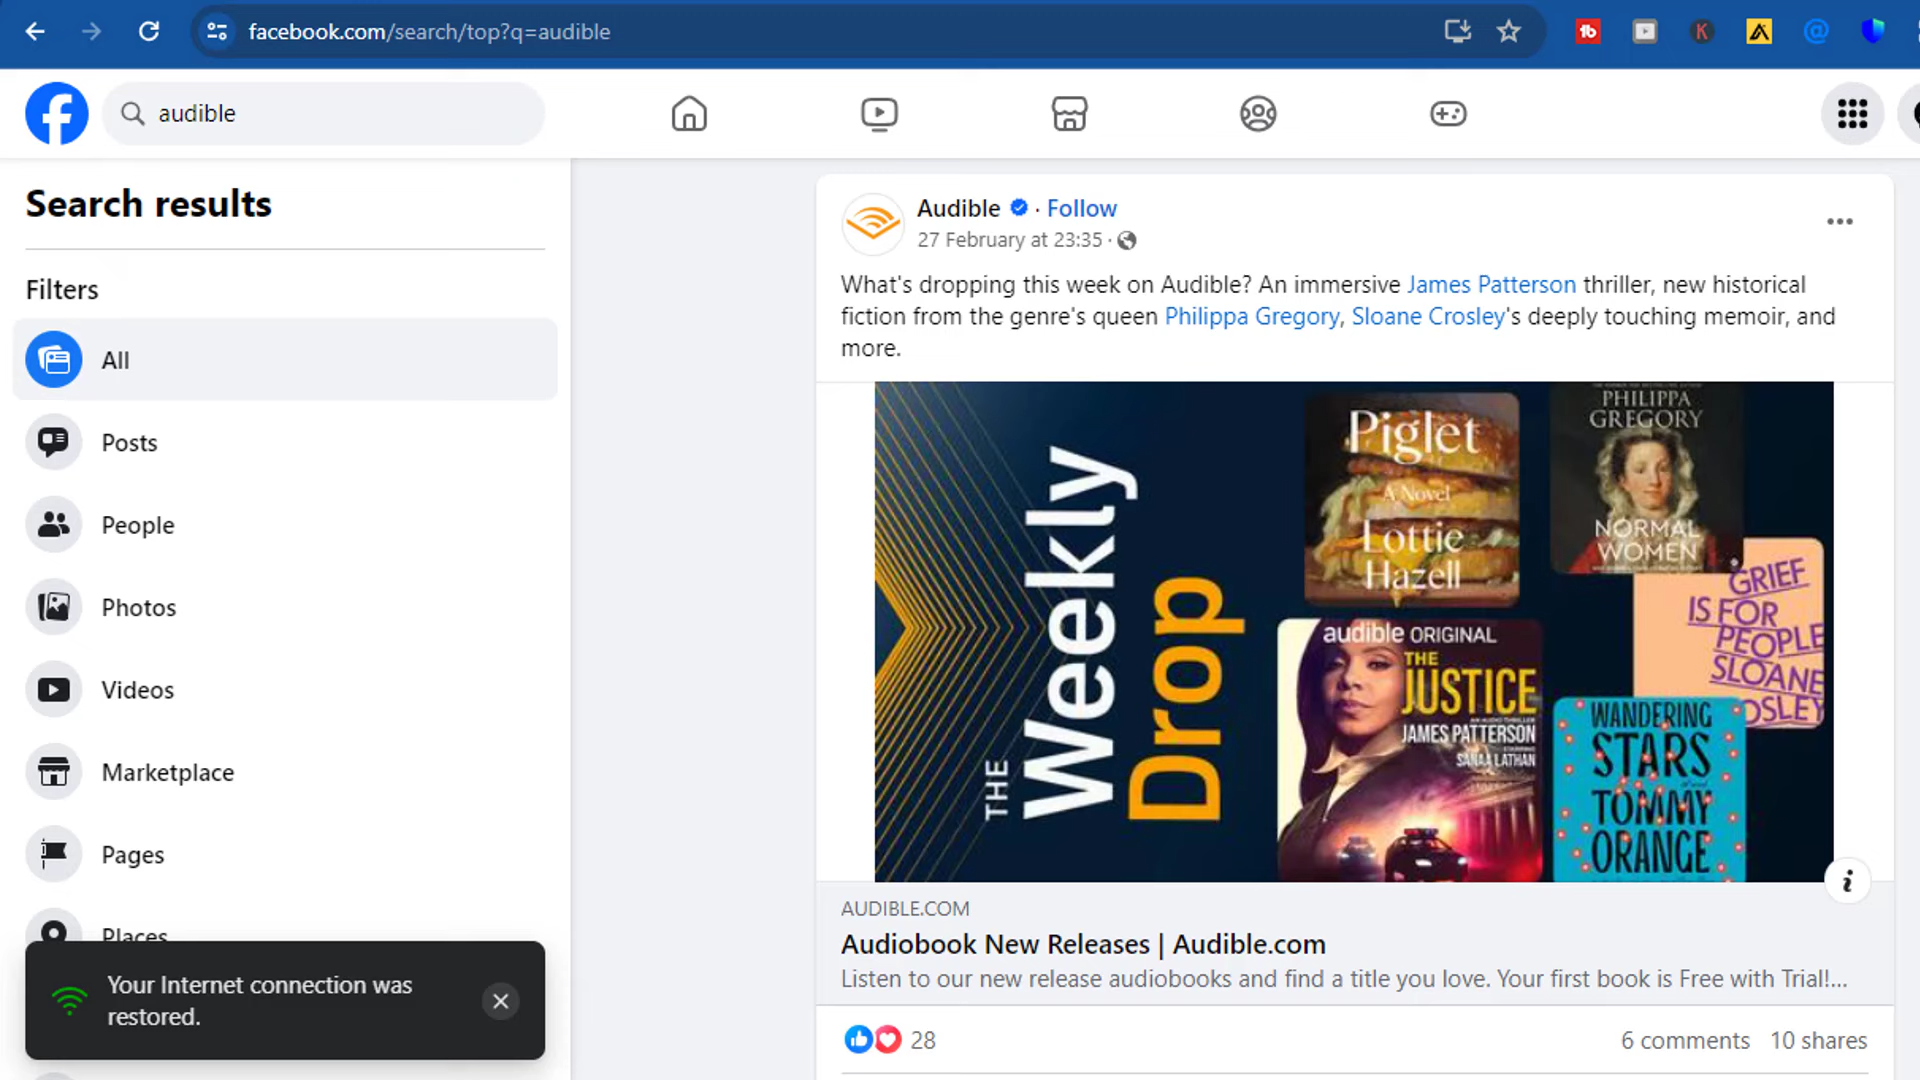 facebook.com/search/top?q=audible
audible
Search results
Filters
All
Posts
People
Photos
Videos
Marketplace
Pages
Places
Your Internet connection was
restored.
Audible · Follow
27 February at 23:35 ·
What's dropping this week on Audible? An immersive James Patterson thriller, new historical
fiction from the genre's queen Philippa Gregory, Sloane Crosley's deeply touching memoir, and
more.
THE
Weekly
Drop
Piglet
A Novel
Lottie
Hazell
PHILIPPA
GREGORY
NORMAL
WOMEN
GRIEF
IS FOR
PEOPLE
SLOANE
OSLEY
audible ORIGINAL
THE
JUSTICE
AN AUDIO THRILLER
JAMES PATTERSON
STARRING
SANAA LATHAN
WANDERING
STARS
TOMMY
ORANGE
AUDIBLE.COM
Audiobook New Releases | Audible.com
Listen to our new release audiobooks and find a title you love. Your first book is Free with Trial!...
28
6 comments 10 shares